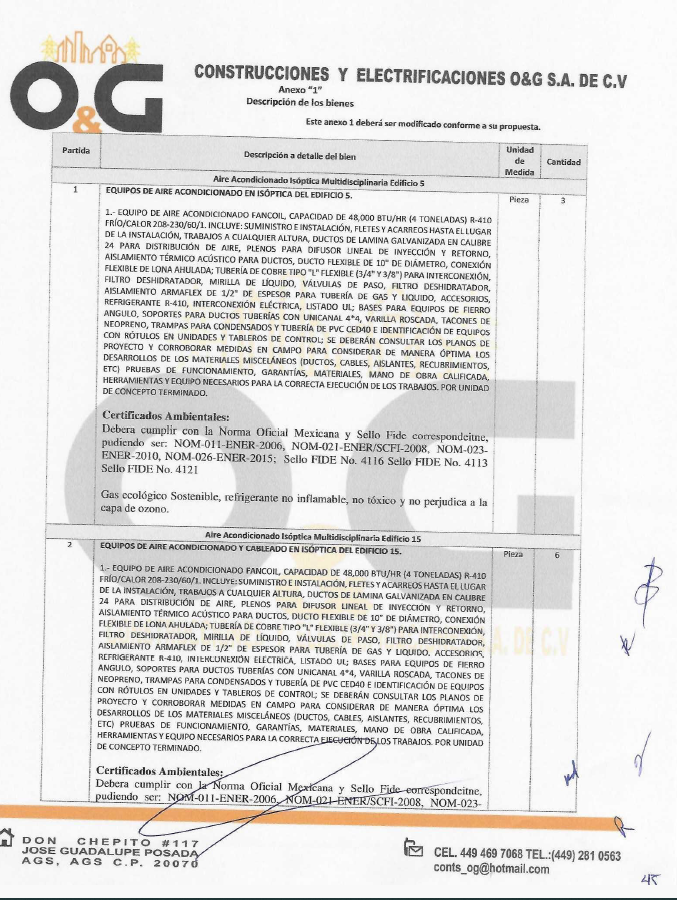 O&G
CONSTRUCCIONES Y ELECTRIFICACIONES O&G S.A. DE C.V
Anexo "1"
Descripción de los bienes
Este anexo 1 deberá ser modificado conforme a su propuesta.
Partida
Descripción a detalle del bien
Unidad
de
Medida
Cantidad
Aire Acondicionado Isóptica Multidisciplinaria Edificio 5
1
EQUIPOS DE AIRE ACONDICIONADO EN ISÓPTICA DEL EDIFICIO 5.
Pieza
3
1.- EQUIPO DE AIRE ACONDICIONADO FANCOIL, CAPACIDAD DE 48,000 BTU/HR (4 TONELADAS) R-410
FRÍO/CALOR 208-230/60/1. INCLUYE: SUMINISTRO E INSTALACIÓN, FLETES Y ACARREOS HASTA EL LUGAR
DE LA INSTALACIÓN, TRABAJOS A CUALQUIER ALTURA, DUCTOS DE LAMINA GALVANIZADA EN CALIBRE
24 PARA DISTRIBUCIÓN DE AIRE, PLENOS PARA DIFUSOR LINEAL DE INYECCIÓN Y RETORNO,
AISLAMIENTO TÉRMICO ACÚSTICO PARA DUCTOS, DUCTO FLEXIBLE DE 10" DE DIÁMETRO, CONEXIÓN
FLEXIBLE DE LONA AHULADA; TUBERÍA DE COBRE TIPO "L" FLEXIBLE (3/4" Y 3/8") PARA INTERCONEXIÓN,
FILTRO DESHIDRATADOR, MIRILLA DE LÍQUIDO, VÁLVULAS DE PASO, FILTRO DESHIDRATADOR,
AISLAMIENTO ARMAFLEX DE 1/2" DE ESPESOR PARA TUBERÍA DE GAS Y LIQUIDO, ACCESORIOS,
REFRIGERANTE R-410, INTERCONEXIÓN ELÉCTRICA, LISTADO UL; BASES PARA EQUIPOS DE FIERRO
ANGULO, SOPORTES PARA DUCTOS TUBERÍAS CON UNICANAL 4*4, VARILLA ROSCADA, TACONES DE
NEOPRENO, TRAMPAS PARA CONDENSADOS Y TUBERÍA DE PVC CED40 E IDENTIFICACIÓN DE EQUIPOS
CON RÓTULOS EN UNIDADES Y TABLEROS DE CONTROL; SE DEBERÁN CONSULTAR LOS PLANOS DE
PROYECTO Y CORROBORAR MEDIDAS EN CAMPO PARA CONSIDERAR DE MANERA ÓPTIMA LOS
DESARROLLOS DE LOS MATERIALES MISCELÁNEOS (DUCTOS, CABLES, AISLANTES, RECUBRIMIENTOS,
ETC) PRUEBAS DE FUNCIONAMIENTO, GARANTÍAS, MATERIALES, MANO DE OBRA CALIFICADA,
HERRAMIENTAS Y EQUIPO NECESARIOS PARA LA CORRECTA EJECUCIÓN DE LOS TRABAJOS. POR UNIDAD
DE CONCEPTO TERMINADO.
Certificados Ambientales:
Debera cumplir con la Norma Oficial Mexicana y Sello Fide correspondeitne,
pudiendo ser: NOM-011-ENER-2006, NOM-021-ENER/SCFI-2008, NOM-023-
ENER-2010, NOM-026-ENER-2015; Sello FIDE No. 4116 Sello FIDE No. 4113
Sello FIDE No. 4121
Gas ecológico Sostenible, refrigerante no inflamable, no tóxico y no perjudica a la
capa de ozono.
Aire Acondicionado Isóptica Multidisciplinaria Edificio 15
2
EQUIPOS DE AIRE ACONDICIONADO Y CABLEADO EN ISÓPTICA DEL EDIFICIO 15.
Pieza
6
1.- EQUIPO DE AIRE ACONDICIONADO FANCOIL, CAPACIDAD DE 48,000 BTU/HR (4 TONELADAS) R-410
FRÍO/CALOR 208-230/60/1. INCLUYE: SUMINISTRO E INSTALACIÓN, FLETES Y ACARREOS HASTA EL LUGAR
DE LA INSTALACIÓN, TRABAJOS A CUALQUIER ALTURA, DUCTOS DE LAMINA GALVANIZADA EN CALIBRE
24 PARA DISTRIBUCIÓN DE AIRE, PLENOS PARA DIFUSOR LINEAL DE INYECCIÓN Y RETORNO,
AISLAMIENTO TÉRMICO ACÚSTICO PARA DUCTOS, DUCTO FLEXIBLE DE 10" DE DIÁMETRO, CONEXIÓN
FLEXIBLE DE LONA AHULADA; TUBERÍA DE COBRE TIPO "L" FLEXIBLE (3/4" Y 3/8") PARA INTERCONEXIÓN,
FILTRO DESHIDRATADOR, MIRILLA DE LÍQUIDO, VÁLVULAS DE PASO, FILTRO DESHIDRATADOR,
AISLAMIENTO ARMAFLEX DE 1/2" DE ESPESOR PARA TUBERÍA DE GAS Y LIQUIDO, ACCESORIOS,
REFRIGERANTE R-410, INTERCONEXIÓN ELÉCTRICA, LISTADO UL; BASES PARA EQUIPOS DE FIERRO
ANGULO, SOPORTES PARA DUCTOS TUBERÍAS CON UNICANAL 4*4, VARILLA ROSCADA, TACONES DE
NEOPRENO, TRAMPAS PARA CONDENSADOS Y TUBERÍA DE PVC CED40 E IDENTIFICACIÓN DE EQUIPOS
CON RÓTULOS EN UNIDADES Y TABLEROS DE CONTROL; SE DEBERÁN CONSULTAR LOS PLANOS DE
PROYECTO Y CORROBORAR MEDIDAS EN CAMPO PARA CONSIDERAR DE MANERA ÓPTIMA LOS
DESARROLLOS DE LOS MATERIALES MISCELÁNEOS (DUCTOS, CABLES, AISLANTES, RECUBRIMIENTOS,
ETC) PRUEBAS DE FUNCIONAMIENTO, GARANTÍAS, MATERIALES, MANO DE OBRA CALIFICADA,
HERRAMIENTAS Y EQUIPO NECESARIOS PARA LA CORRECTA EJECUCIÓN DE LOS TRABAJOS. POR UNIDAD
DE CONCEPTO TERMINADO.
Certificados Ambientales:
Debera cumplir con la Norma Oficial Mexicana y Sello Fide correspondeitne,
pudiendo ser: NOM-011-ENER-2006, NOM-021-ENER/SCFI-2008, NOM-023-
DON CHEPITO #117
JOSE GUADALUPE POSADA
AGS, AGS C.P. 20070
CEL. 449 469 7068 TEL.:(449) 281 0563
conts_og@hotmail.com
45